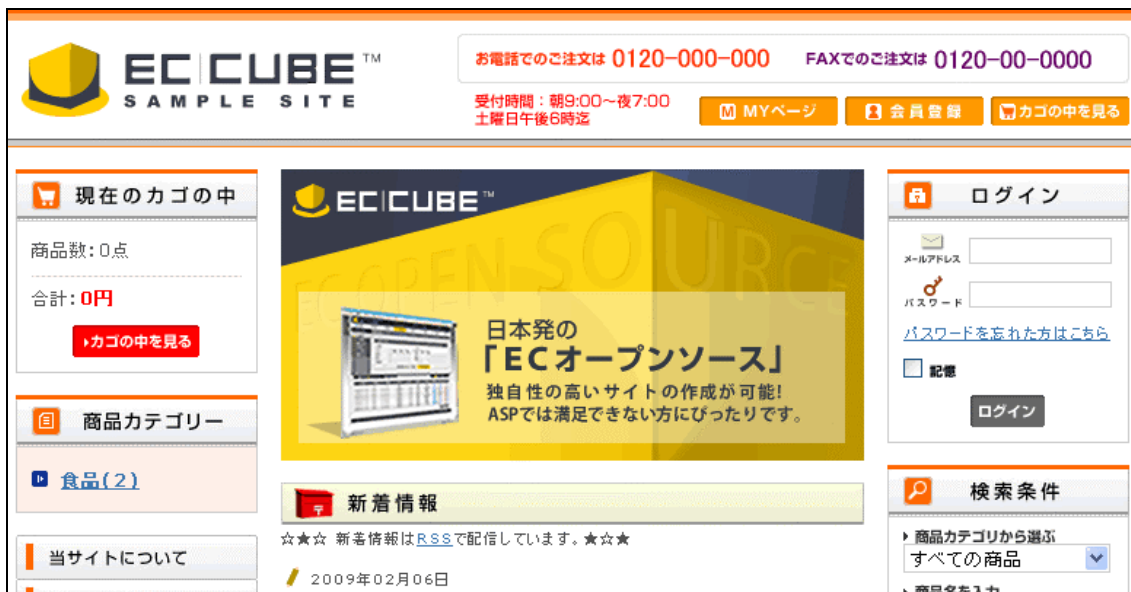 EC CUBE™
SAMPLE SITE
お電話でのご注文は 0120-000-000 FAXでのご注文は 0120-00-0000
受付時間：朝9:00～夜7:00
土曜日午後6時迄
MYページ 会員登録 カゴの中を見る
現在のカゴの中
商品数:0点
合計:0円
カゴの中を見る
商品カテゴリー
食品(2)
当サイトについて
EC CUBE™
EC OPEN SOURCE
日本発の
「ECオープンソース」
独自性の高いサイトの作成が可能!
ASPでは満足できない方にぴったりです。
新着情報
☆★☆ 新着情報はRSSで配信しています。★☆★
2009年02月06日
ログイン
メールアドレス
パスワード
パスワードを忘れた方はこちら
記憶
ログイン
検索条件
商品カテゴリから選ぶ
すべての商品
商品名を入力